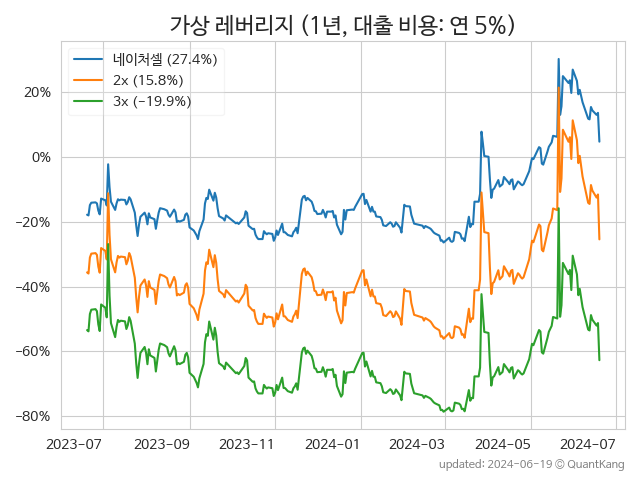 가상 레버리지 (1년, 대출 비용: 연 5%)
네이처셀 (27.4%)
2x (15.8%)
3x (−19.9%)
20%
0%
−20%
−40%
−60%
−80%
2023-07 2023-09 2023-11 2024-01 2024-03 2024-05 2024-07
updated: 2024-06-19 © QuantKang